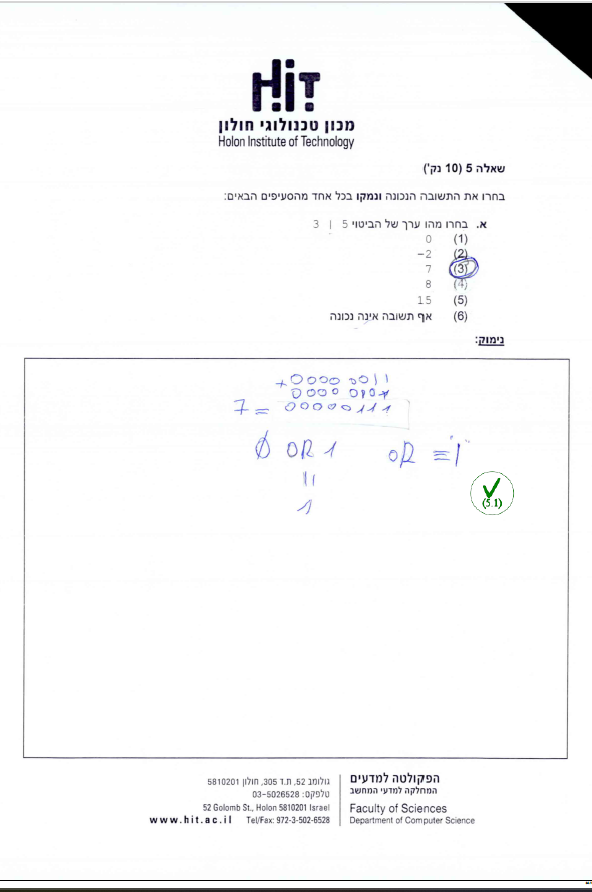 HiT
מכון טכנולוגי חולון
Holon Institute of Technology
שאלה 5 (10 נק')
בחרו את התשובה הנכונה ונמקו בכל אחד מהסעיפים הבאים:
א. בחרו מהו ערך של הביטוי 3 | 5
(1) 0
(2) -2
(3) 7
(4) 8
(5) 15
(6) אף תשובה אינה נכונה
נימוק:
+0000 0011
0000 0101
7 = 00000111
0 OR 1 OR ≡ "|"
=
1
(5.1)
הפקולטה למדעים
המחלקה למדעי המחשב
Faculty of Sciences
Department of Computer Science
גולומב 52, ת.ד 305, חולון 5810201
טלפקס: 03-5026528
52 Golomb St., Holon 5810201 Israel
www.hit.ac.il Tel/Fax: 972-3-502-6528